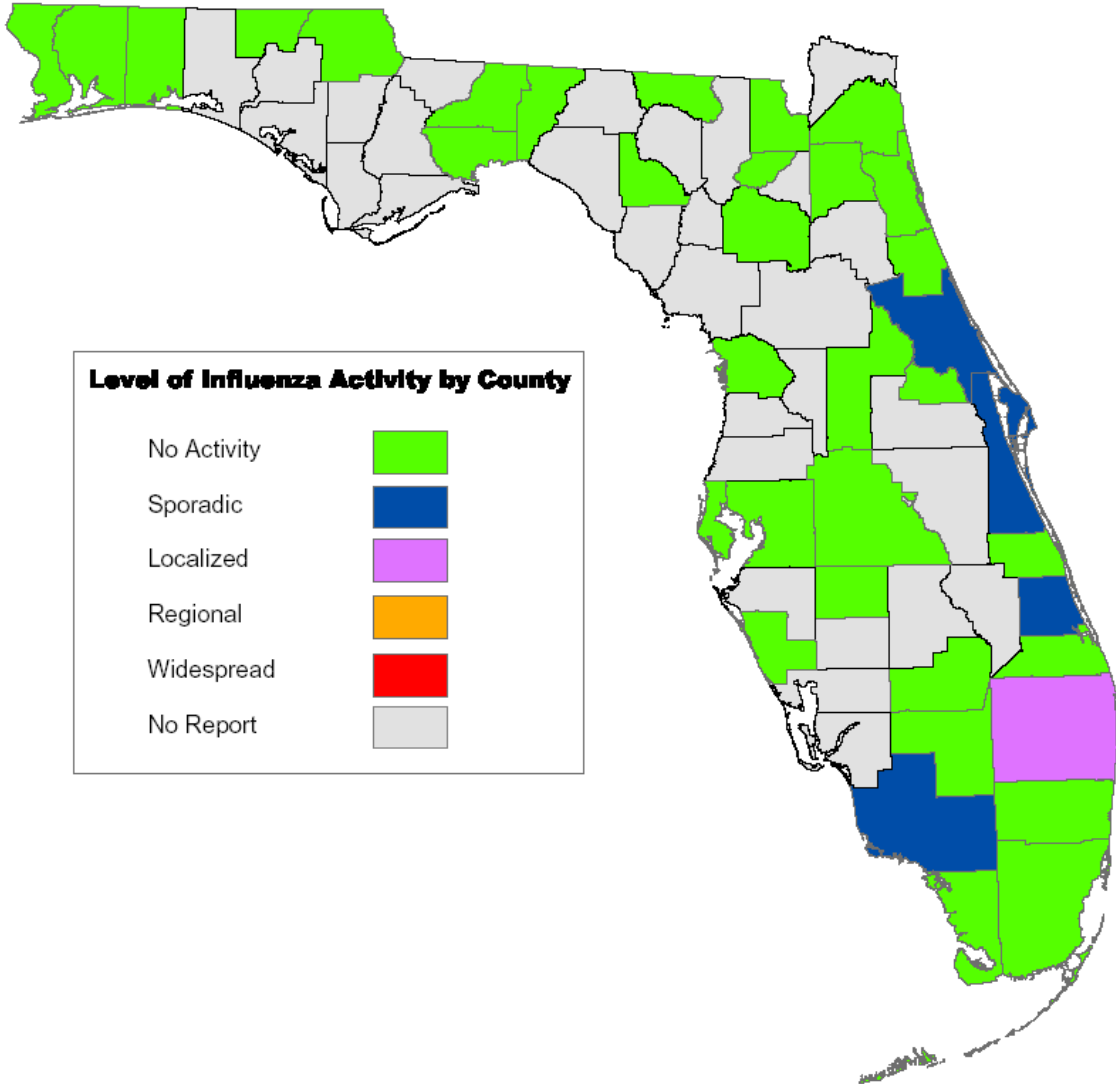 Level of Influenza Activity by County
No Activity
Sporadic
Localized
Regional
Widespread
No Report